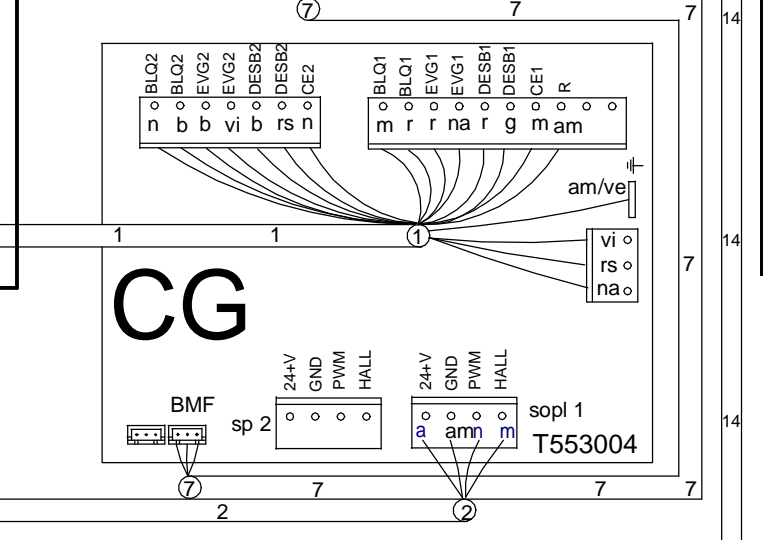 7 7 7 14
BLQ2 BLQ2 EVG2 EVG2 DESB2 DESB2 CE2
BLQ1 BLQ1 EVG1 EVG1 DESB1 DESB1 CE1 R
n b b vi b rs n
m r r na r g m am
am/ve
1 1 1
vi
rs
na
7
14
CG
24+V GND PWM HALL
24+V GND PWM HALL
BMF
sp 2
sopl 1
a am n m
T553004
14
7 7 7 7
2 2